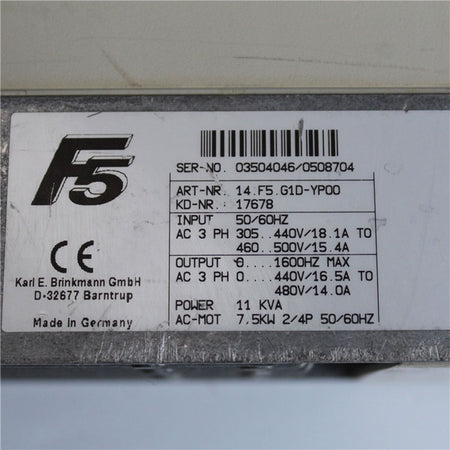 F5
SER-NO. 03504046/0508704
ART-NR. 14.F5.G1D-YP00
KD-NR.: 17678
INPUT 50/60HZ
AC 3 PH 305..440V/18.1A TO
460..500V/15.4A
OUTPUT 0....1600HZ MAX
AC 3 PH 0....440V/16.5A TO
480V/14.0A
POWER 11 KVA
AC-MOT 7,5KW 2/4P 50/60HZ
CE
Karl E. Brinkmann GmbH
D-32677 Barntrup
Made in Germany